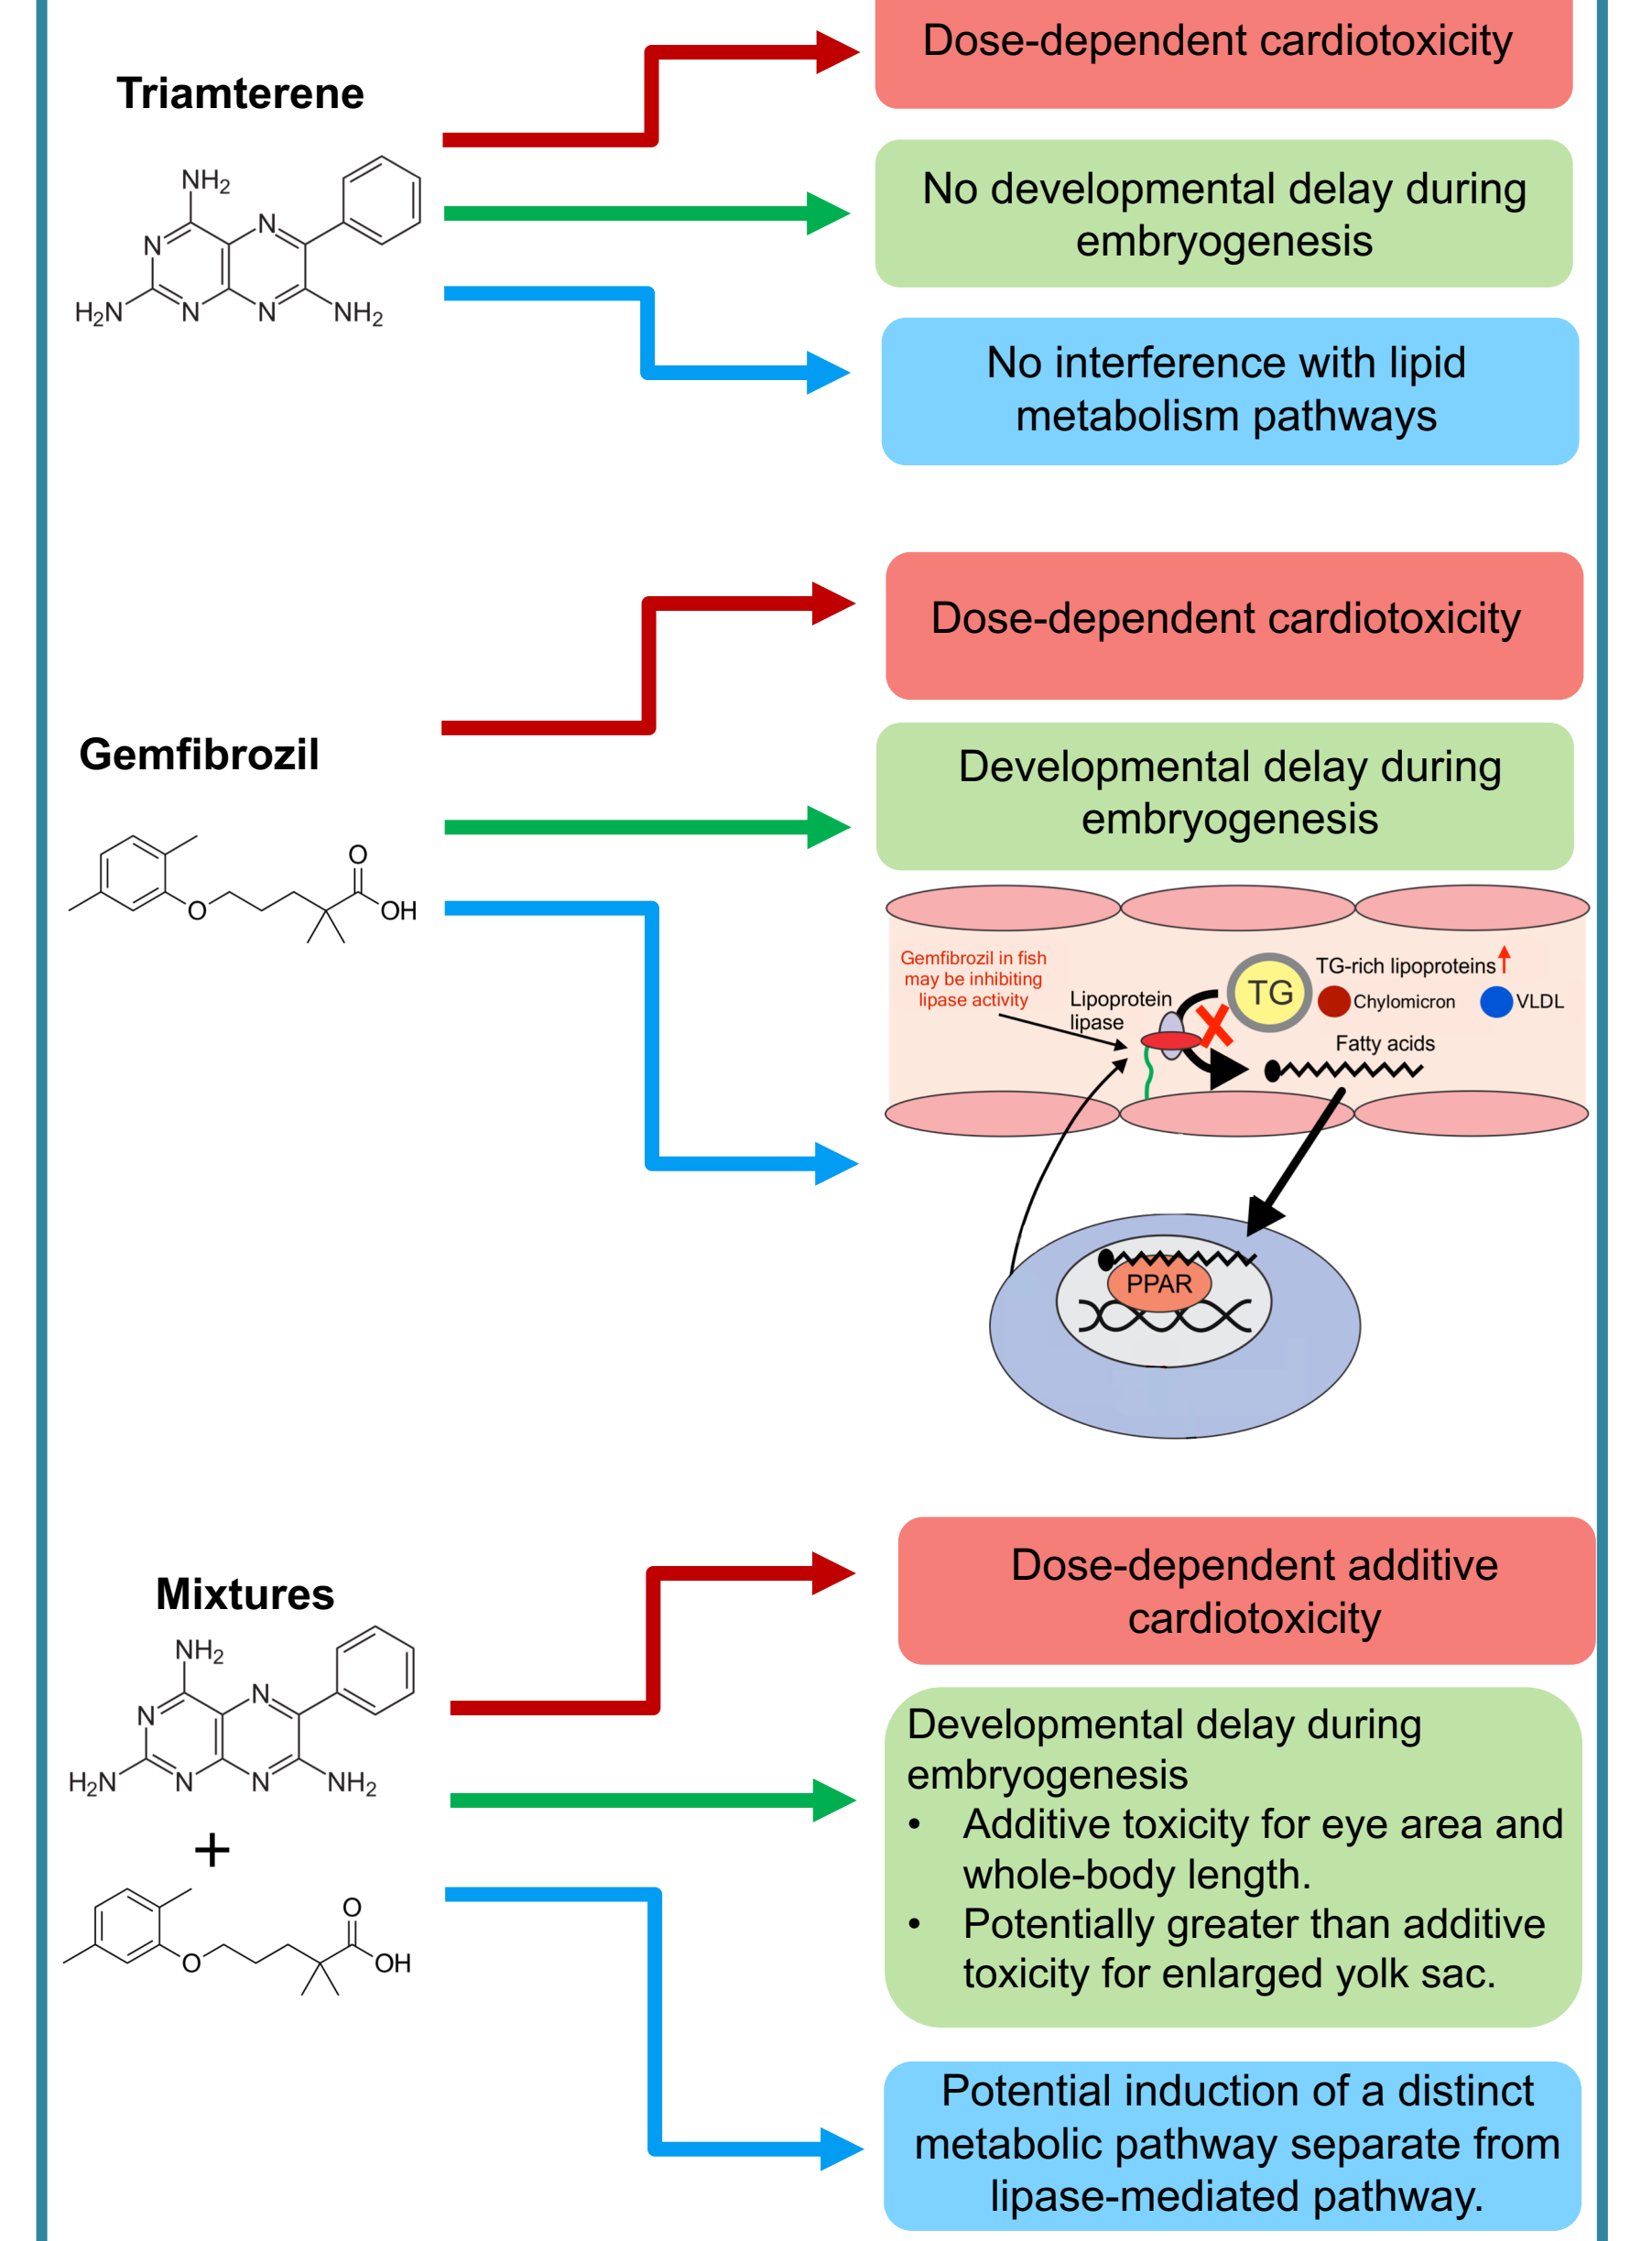 Triamterene
NH2
N
N
H2N
N
N
NH2
Dose-dependent cardiotoxicity
No developmental delay during
embryogenesis
No interference with lipid
metabolism pathways
Gemfibrozil
O
O
OH
Dose-dependent cardiotoxicity
Developmental delay during
embryogenesis
Gemfibrozil in fish
may be inhibiting
lipase activity
Lipoprotein
lipase
TG
TG-rich lipoproteins
Chylomicron
VLDL
Fatty acids
PPAR
Mixtures
NH2
N
N
H2N
N
N
NH2
+
O
O
OH
Dose-dependent additive
cardiotoxicity
Developmental delay during
embryogenesis
• Additive toxicity for eye area and
whole-body length.
• Potentially greater than additive
toxicity for enlarged yolk sac.
Potential induction of a distinct
metabolic pathway separate from
lipase-mediated pathway.